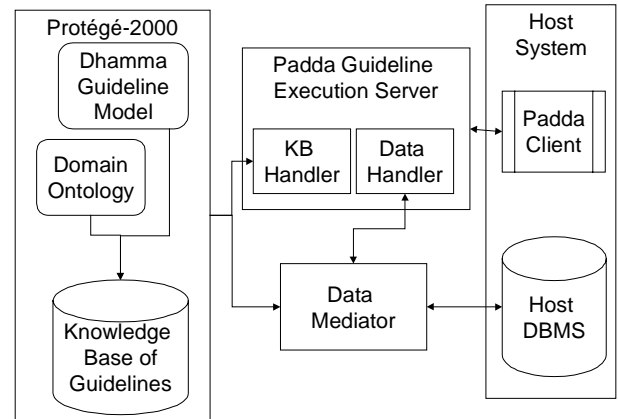 Protégé-2000
Dhamma
Guideline
Model
Domain
Ontology
Knowledge
Base of
Guidelines
Padda Guideline
Execution Server
KB
Handler
Data
Handler
Data
Mediator
Host
System
Padda
Client
Host
DBMS